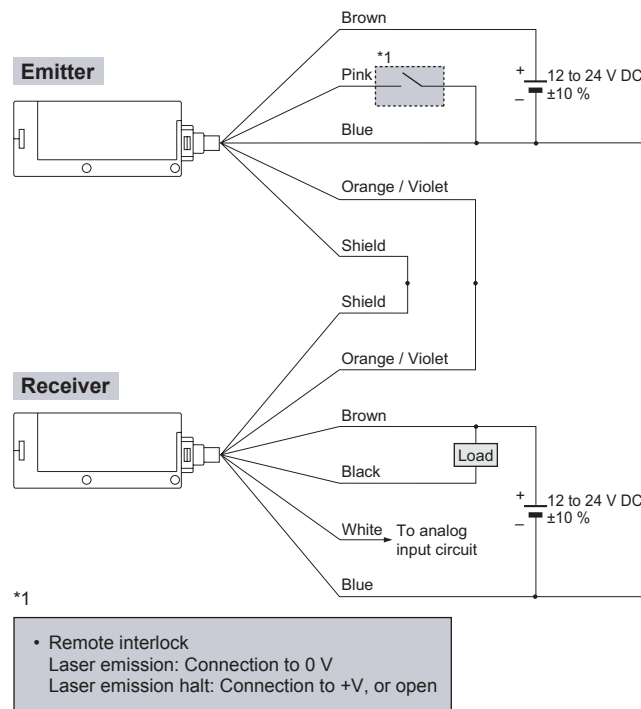 Brown
Emitter
*1
Pink
+
12 to 24 V DC
–
±10 %
Blue
Orange / Violet
Shield
Shield
Orange / Violet
Receiver
Brown
Load
Black
+
12 to 24 V DC
–
±10 %
White
To analog
input circuit
Blue
*1
• Remote interlock
Laser emission: Connection to 0 V
Laser emission halt: Connection to +V, or open